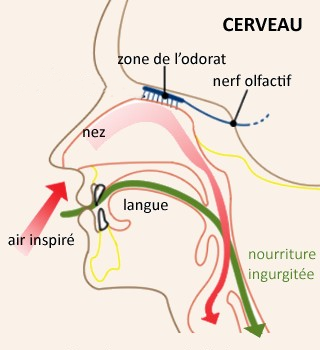 CERVEAU
zone de l'odorat
nerf olfactif
nez
langue
air inspiré
nourriture
ingurgitée